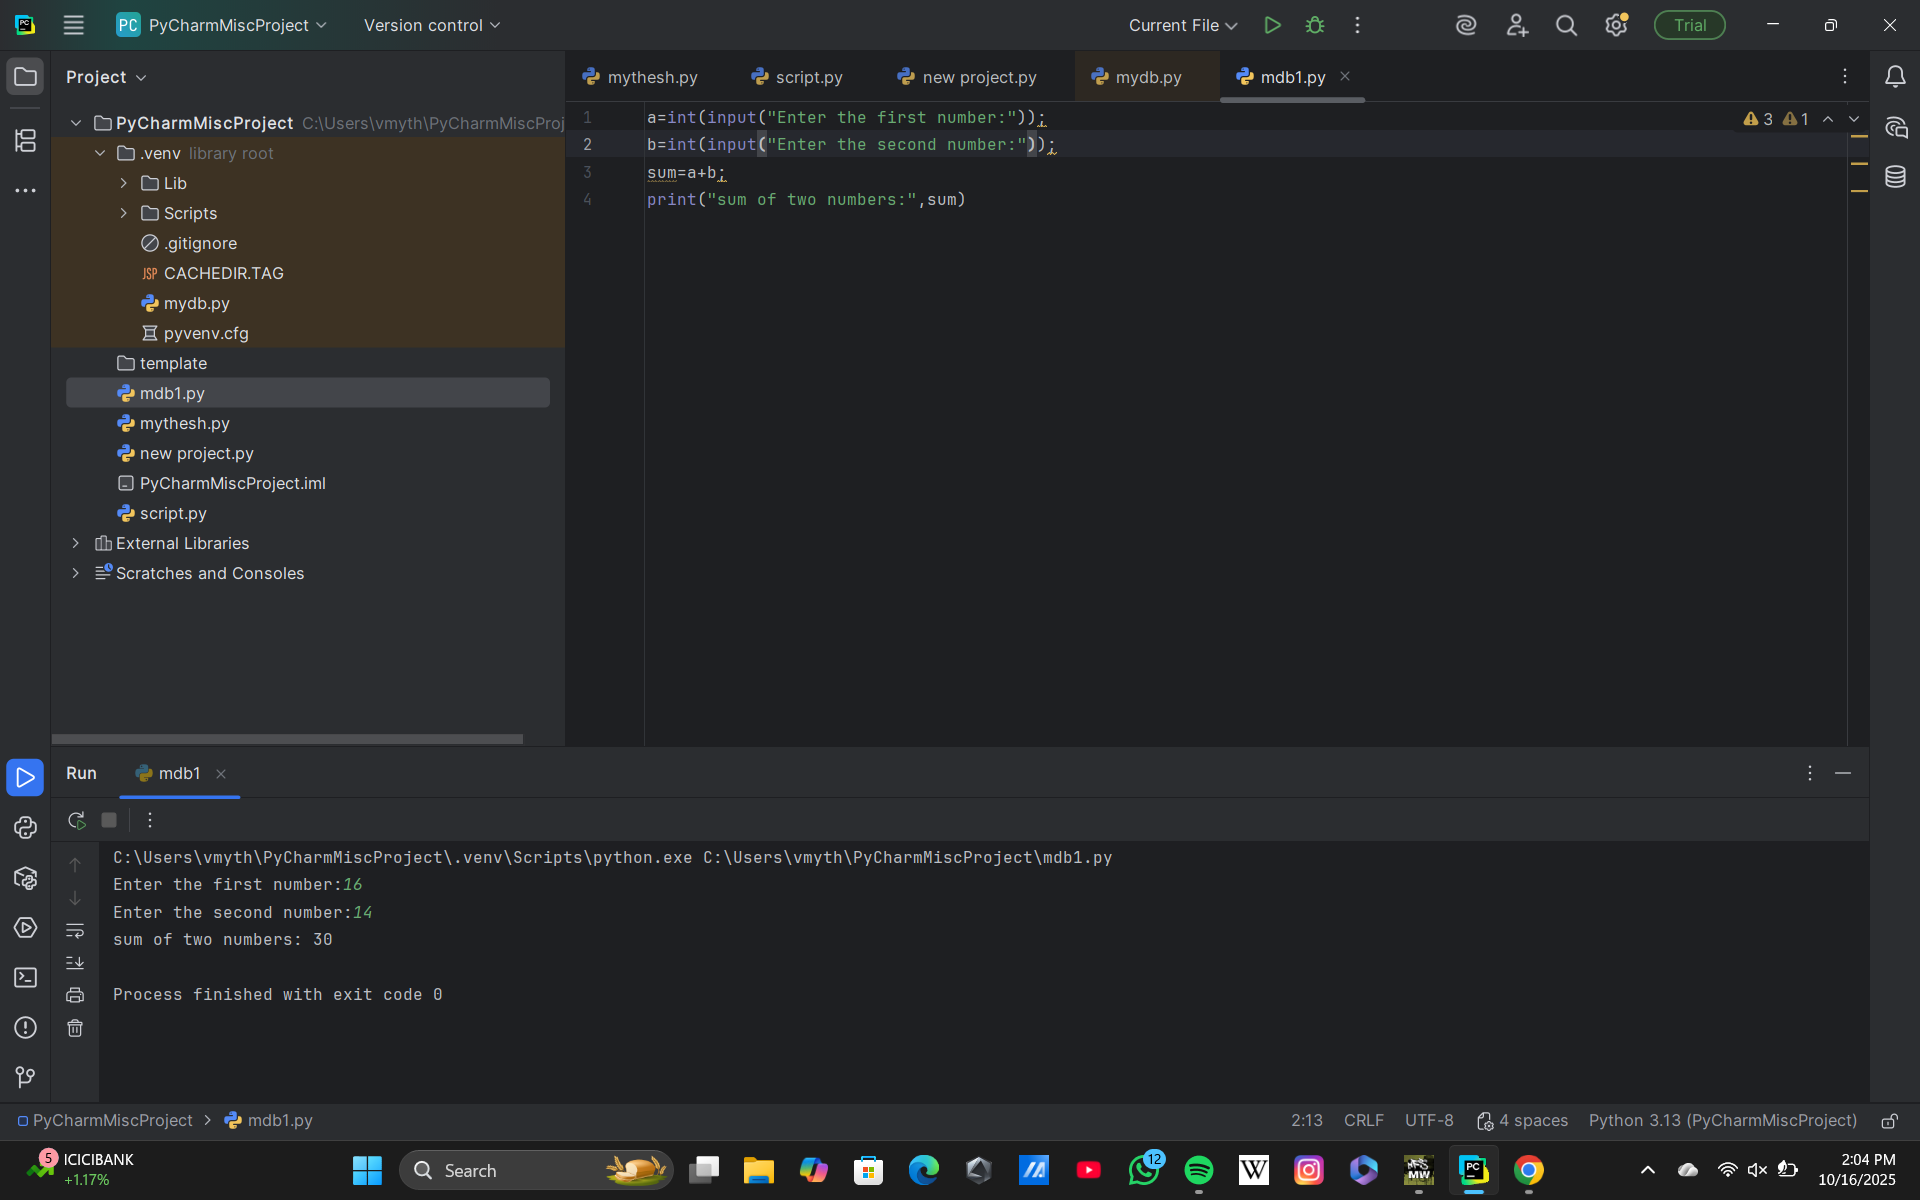 PC PyCharmMiscProject Version control Current File Trial
Project
mythesh.py script.py new project.py mydb.py mdb1.py
PyCharmMiscProject C:\Users\vmyth\PyCharmMiscProj
.venv library root
Lib
Scripts
.gitignore
JSP CACHEDIR.TAG
mydb.py
pyvenv.cfg
template
mdb1.py
mythesh.py
new project.py
PyCharmMiscProject.iml
script.py
External Libraries
Scratches and Consoles
3 1
1 a=int(input("Enter the first number:"));
2 b=int(input("Enter the second number:"));
3 sum=a+b;
4 print("sum of two numbers:",sum)
Run mdb1
C:\Users\vmyth\PyCharmMiscProject\.venv\Scripts\python.exe C:\Users\vmyth\PyCharmMiscProject\mdb1.py
Enter the first number:16
Enter the second number:14
sum of two numbers: 30
Process finished with exit code 0
PyCharmMiscProject mdb1.py 2:13 CRLF UTF-8 4 spaces Python 3.13 (PyCharmMiscProject)
5 ICICIBANK
+1.17%
Search
12
W
PC
2:04 PM
10/16/2025